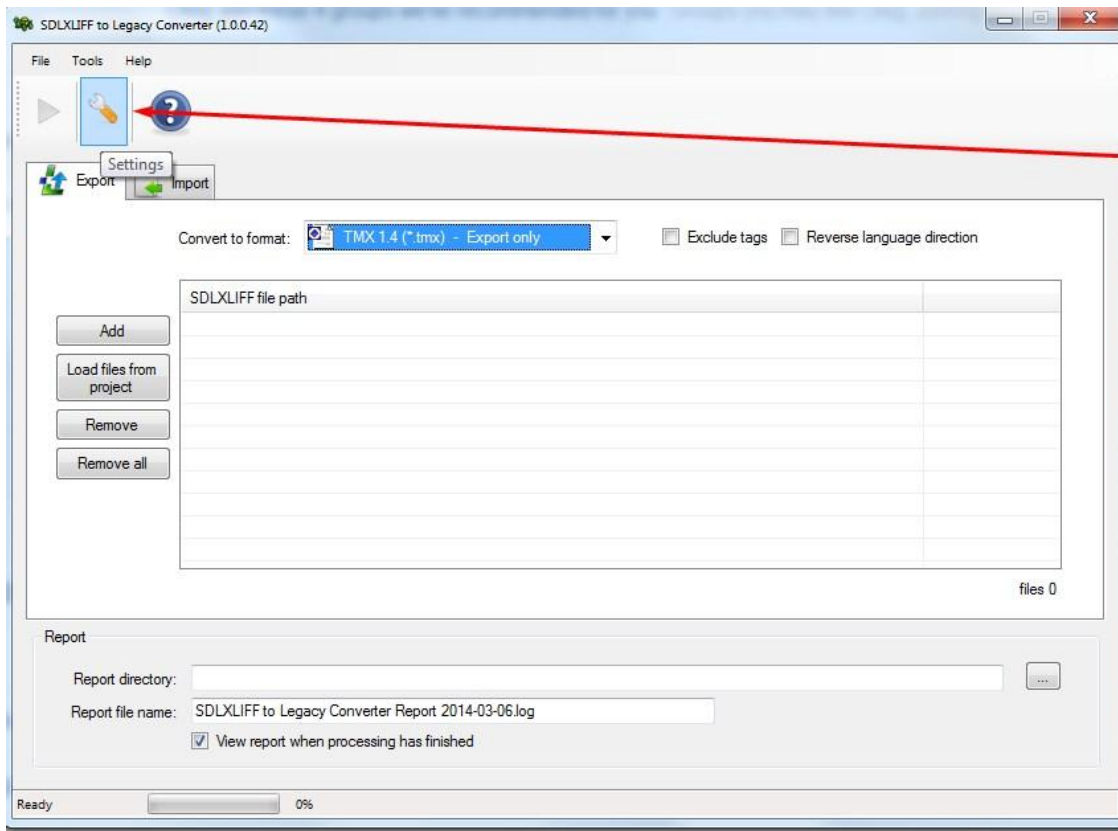 SDLXLIFF to Legacy Converter (1.0.0.42)
File Tools Help
Settings
Export Import
Convert to format: TMX 1.4 (*.tmx) - Export only Exclude tags Reverse language direction
SDLXLIFF file path
Add
Load files from
project
Remove
Remove all
files 0
Report
Report directory: ...
Report file name: SDLXLIFF to Legacy Converter Report 2014-03-06.log
View report when processing has finished
Ready 0%